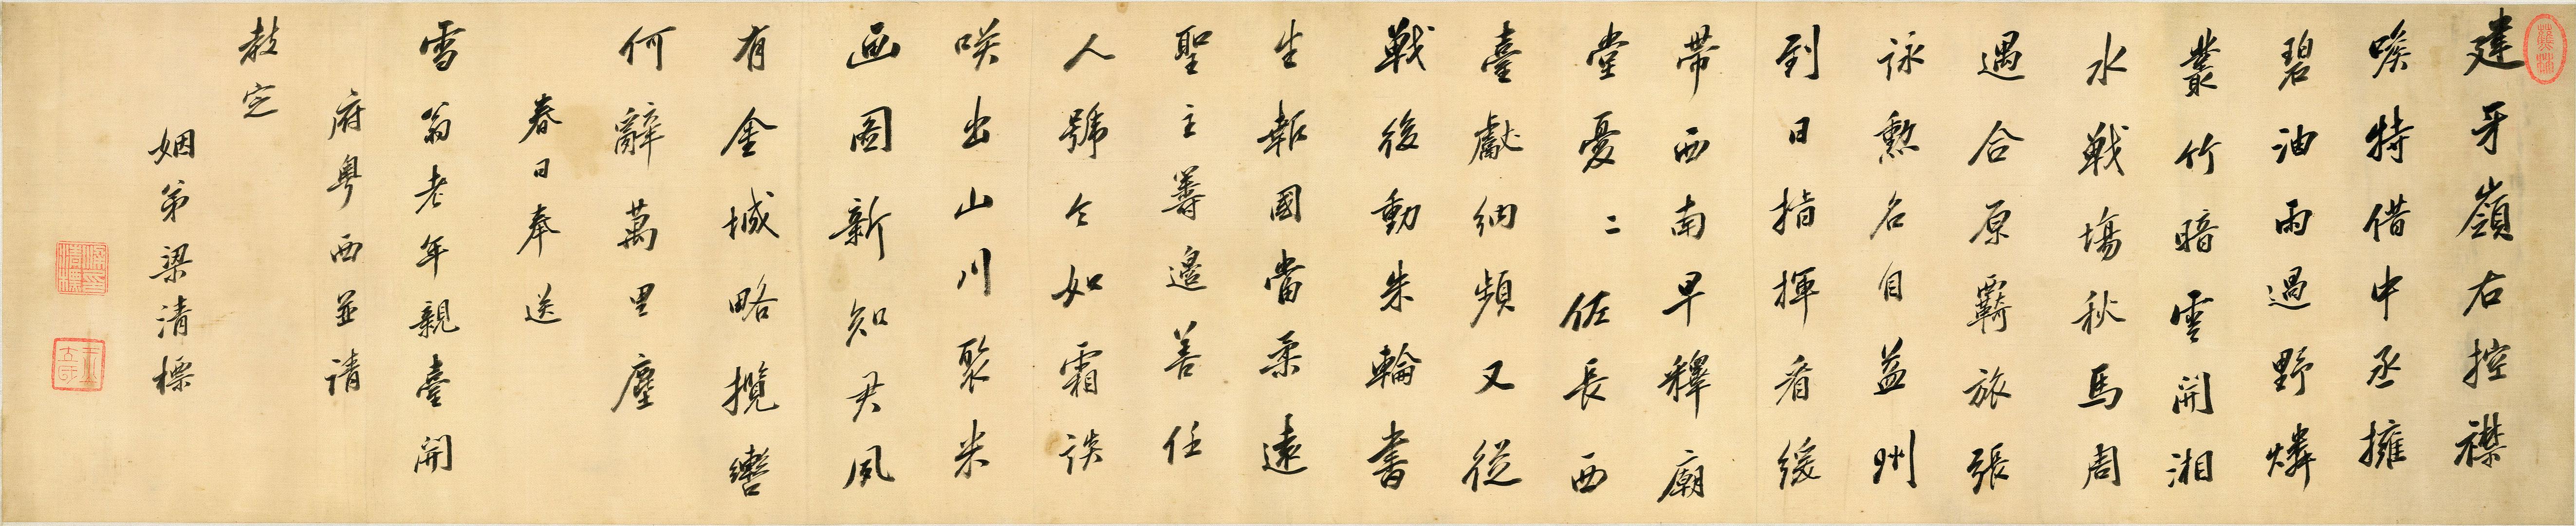 建牙嶺右控襟
喉特借中丞擁
碧油雨過野燐
叢竹暗雲開湘
水戰場秋馬周
遇合原羈旅張
詠勲名自益州
到日指揮看緩
帶西南早釋廟
堂憂二佐長西
臺獻納頻又從
戰後動朱輪書
生報國當柔遠
聖主籌邊善任
人號令如霜談
咲出山川聚米
画圖新知君夙
有金城略攬轡
何辭萬里塵
春日奉送
雪翁老年親臺開
府粤西並請
教定
姻弟梁清標